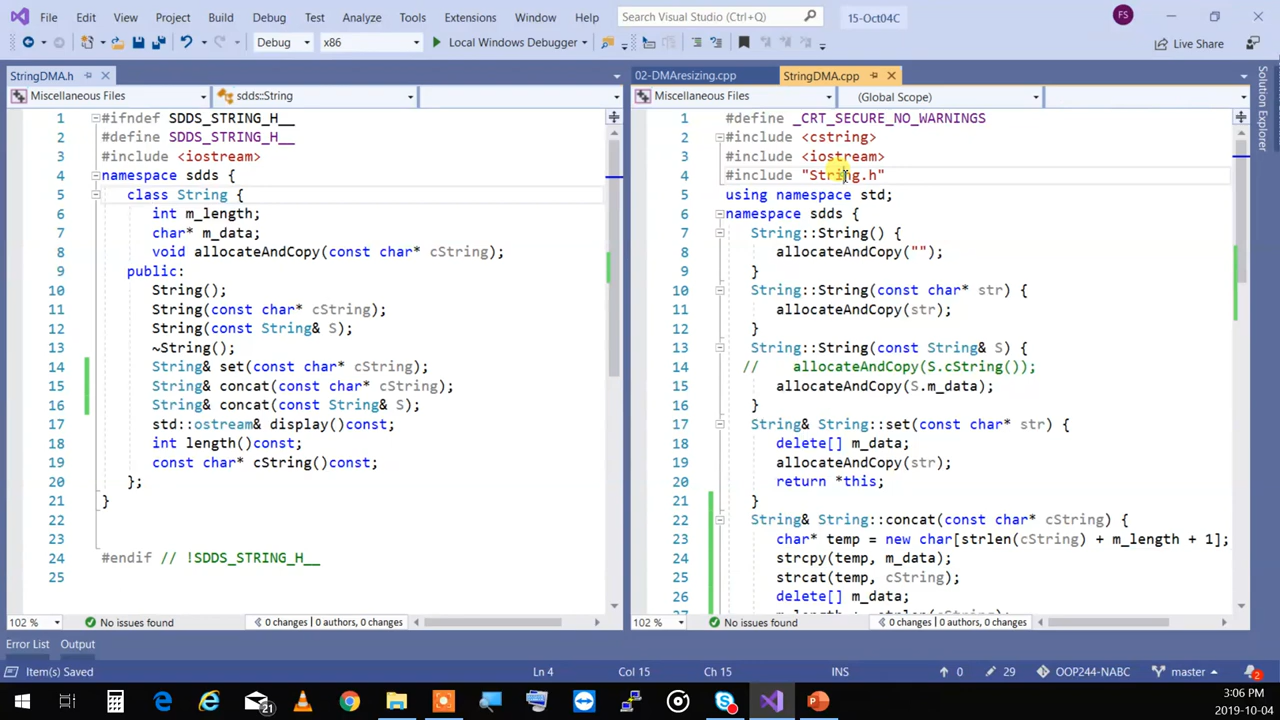 File Edit View Project Build Debug Test Analyze Tools Extensions Window Help Search Visual Studio (Ctrl+Q) 15-Oct04C FS
Debug x86 Local Windows Debugger Live Share
StringDMA.h
Miscellaneous Files sdds::String
1 #ifndef SDDS_STRING_H__
2 #define SDDS_STRING_H__
3 #include <iostream>
4 namespace sdds {
5 class String {
6 int m_length;
7 char* m_data;
8 void allocateAndCopy(const char* cString);
9 public:
10 String();
11 String(const char* cString);
12 String(const String& S);
13 ~String();
14 String& set(const char* cString);
15 String& concat(const char* cString);
16 String& concat(const String& S);
17 std::ostream& display()const;
18 int length()const;
19 const char* cString()const;
20 };
21 }
22
23
24 #endif // !SDDS_STRING_H__
25
102 % No issues found 0 changes | 0 authors, 0 changes
02-DMAresizing.cpp StringDMA.cpp
Miscellaneous Files (Global Scope)
1 #define _CRT_SECURE_NO_WARNINGS
2 #include <cstring>
3 #include <iostream>
4 #include "String.h"
5 using namespace std;
6 namespace sdds {
7 String::String() {
8 allocateAndCopy("");
9 }
10 String::String(const char* str) {
11 allocateAndCopy(str);
12 }
13 String::String(const String& S) {
14 // allocateAndCopy(S.cString());
15 allocateAndCopy(S.m_data);
16 }
17 String& String::set(const char* str) {
18 delete[] m_data;
19 allocateAndCopy(str);
20 return *this;
21 }
22 String& String::concat(const char* cString) {
23 char* temp = new char[strlen(cString) + m_length + 1];
24 strcpy(temp, m_data);
25 strcat(temp, cString);
26 delete[] m_data;
102 % No issues found 0 changes | 0 authors, 0 changes
Solution Explorer
Error List Output
Item(s) Saved Ln 4 Col 15 Ch 15 INS 0 29 OOP244-NABC master 2
21
3:06 PM
2019-10-04